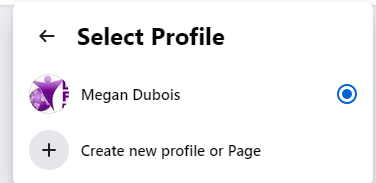 Select Profile
Megan Dubois
Create new profile or Page